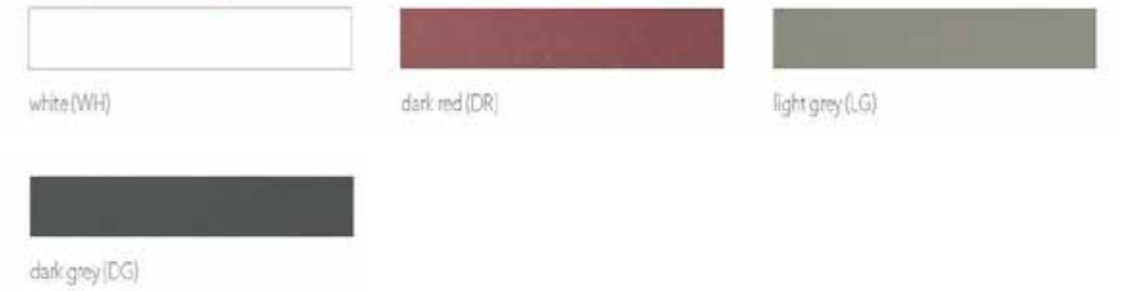 white (WH)
dark red (DR)
light grey (LG)
dark grey (DG)